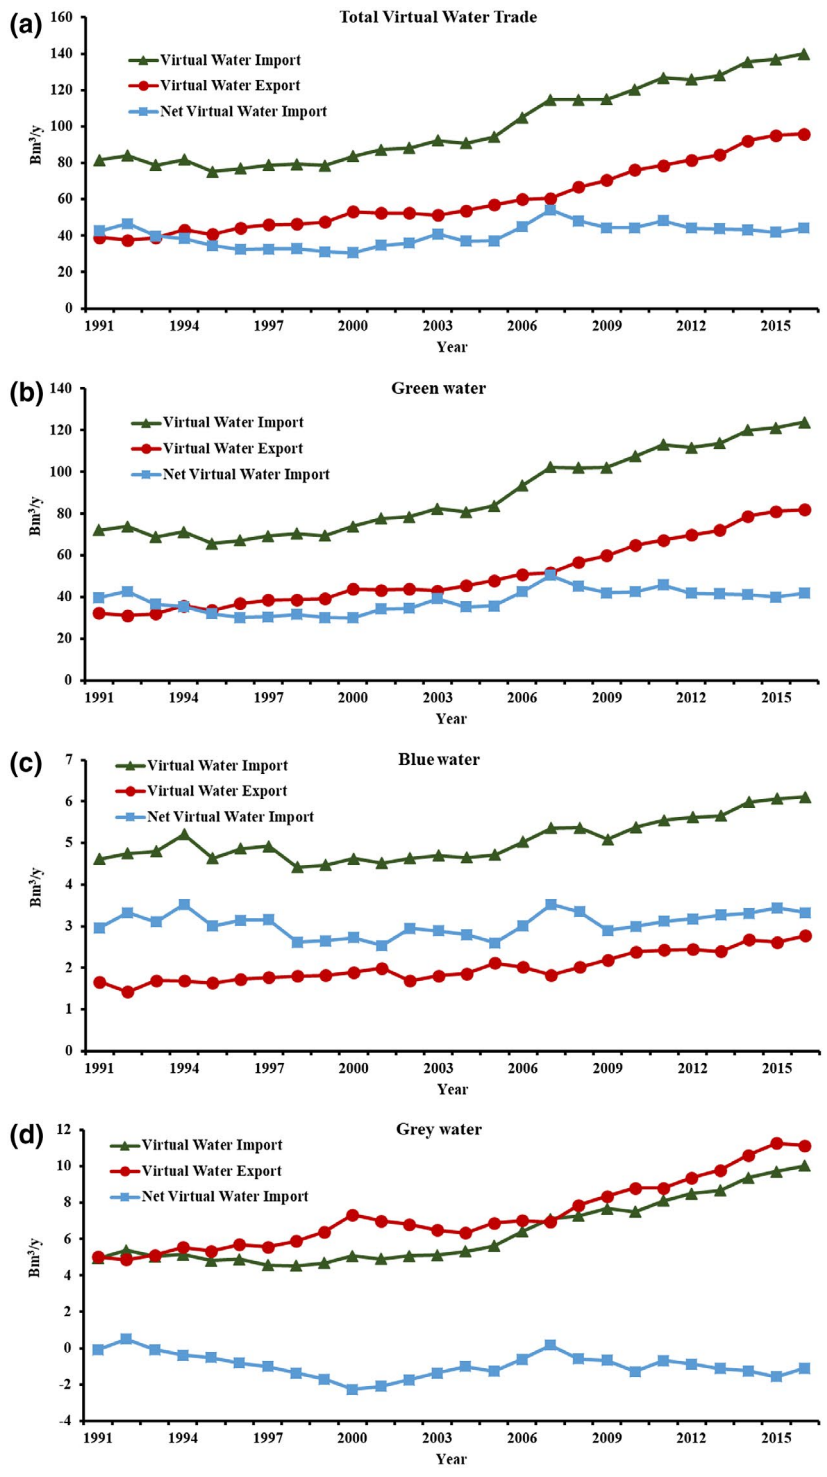 (a)
Total Virtual Water Trade
160
140
120
100
80
60
40
20
0
Bm³/y
Virtual Water Import
Virtual Water Export
Net Virtual Water Import
1991 1994 1997 2000 2003 2006 2009 2012 2015
Year
(b)
Green water
140
120
100
80
60
40
20
0
Bm³/y
Virtual Water Import
Virtual Water Export
Net Virtual Water Import
1991 1994 1997 2000 2003 2006 2009 2012 2015
Year
(c)
Blue water
7
6
5
4
3
2
1
0
Bm³/y
Virtual Water Import
Virtual Water Export
Net Virtual Water Import
1991 1994 1997 2000 2003 2006 2009 2012 2015
Year
(d)
Grey water
12
10
8
6
4
2
0
-2
-4
Bm³/y
Virtual Water Import
Virtual Water Export
Net Virtual Water Import
1991 1994 1997 2000 2003 2006 2009 2012 2015
Year